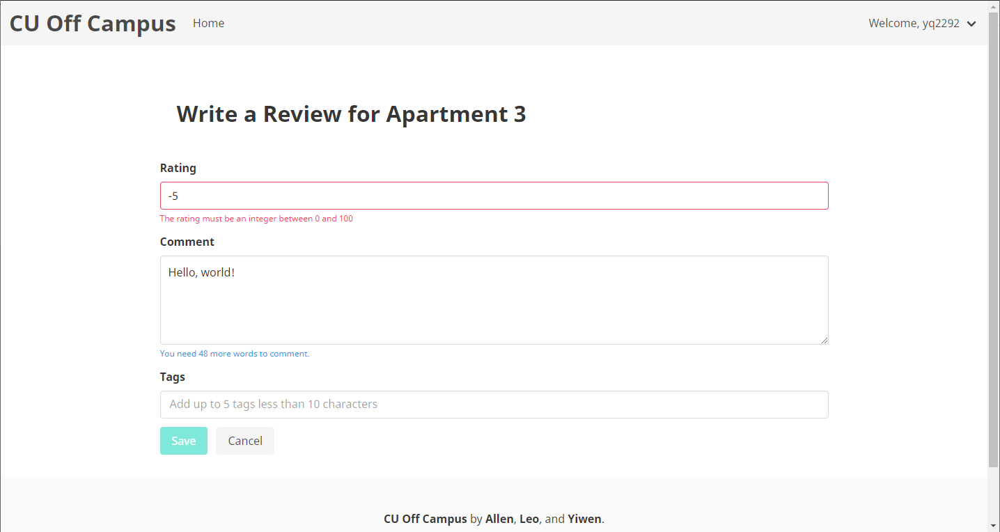 CU Off Campus Home Welcome, yq2292
Write a Review for Apartment 3
Rating
-5
The rating must be an integer between 0 and 100
Comment
Hello, world!
You need 48 more words to comment.
Tags
Add up to 5 tags less than 10 characters
Save Cancel
CU Off Campus by Allen, Leo, and Yiwen.